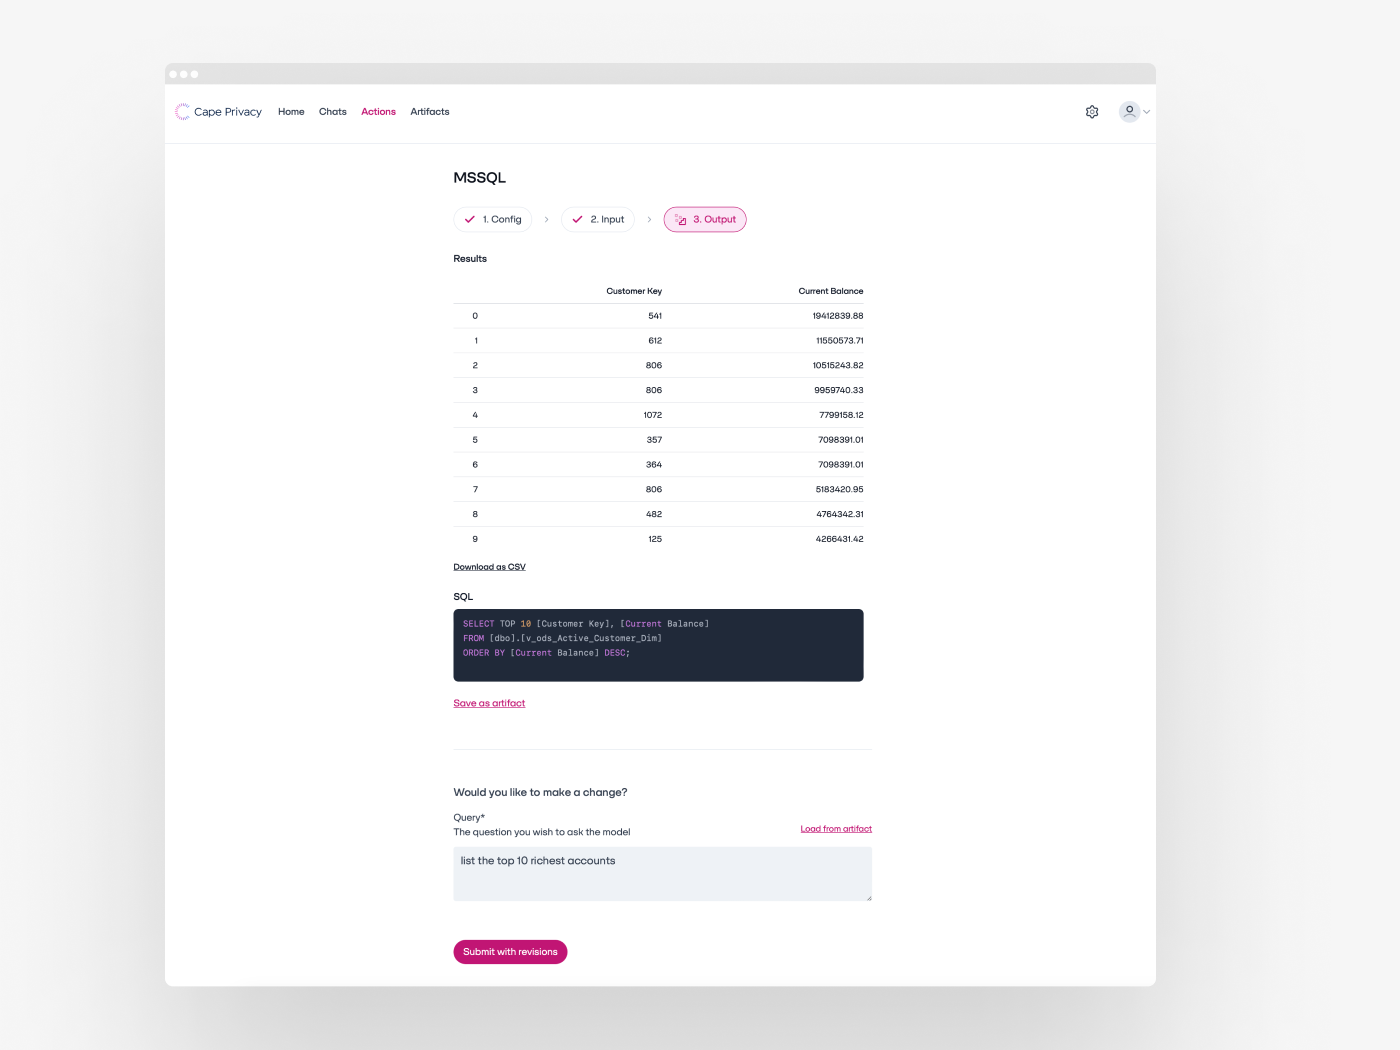 Cape Privacy Home Chats Actions Artifacts
MSSQL
1. Config 2. Input 3. Output
Results
Customer Key Current Balance
0 541 19412839.88
1 612 11550573.71
2 806 10515243.82
3 806 9959740.33
4 1072 7799158.12
5 357 7098391.01
6 364 7098391.01
7 806 5183420.95
8 482 4764342.31
9 125 4266431.42
Download as CSV
SQL
SELECT TOP 10 [Customer Key], [Current Balance]
FROM [dbo].[v_ods_Active_Customer_Dim]
ORDER BY [Current Balance] DESC;
Save as artifact
Would you like to make a change?
Query*
The question you wish to ask the model
Load from artifact
list the top 10 richest accounts
Submit with revisions